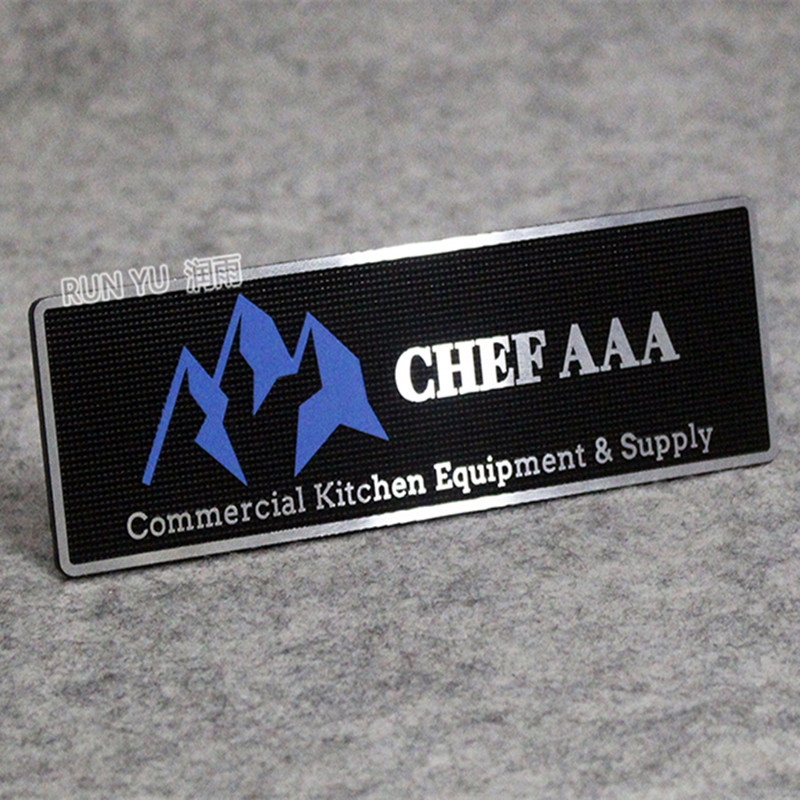 RUN YU 润雨
CHEF AAA
Commercial Kitchen Equipment & Supply